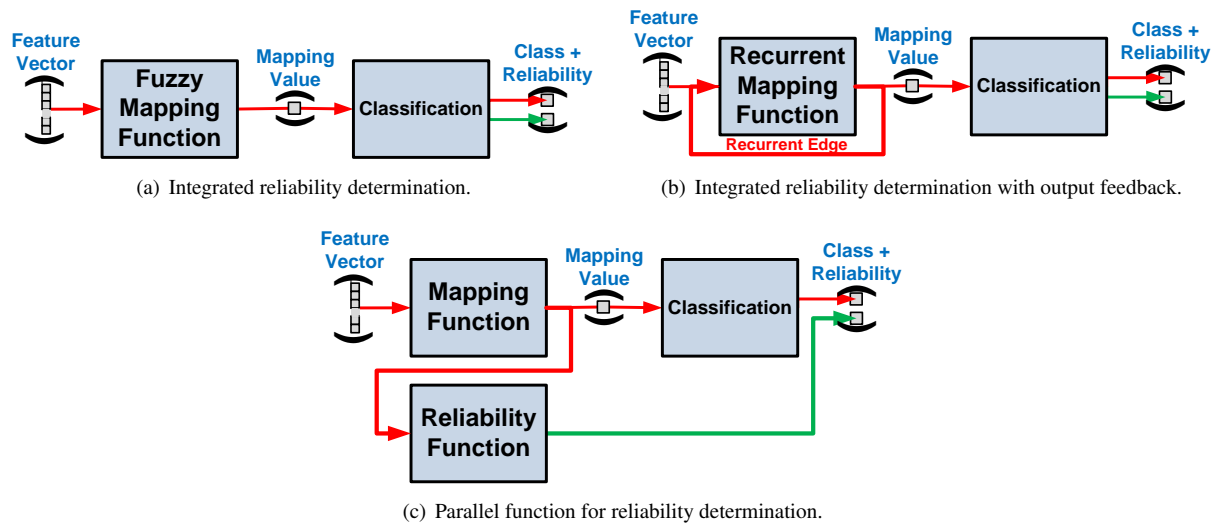 Feature
Vector
Fuzzy
Mapping
Function
Mapping
Value
Classification
Class +
Reliability
(a) Integrated reliability determination.
Feature
Vector
Recurrent
Mapping
Function
Recurrent Edge
Mapping
Value
Classification
Class +
Reliability
(b) Integrated reliability determination with output feedback.
Feature
Vector
Mapping
Function
Mapping
Value
Classification
Class +
Reliability
Reliability
Function
(c) Parallel function for reliability determination.